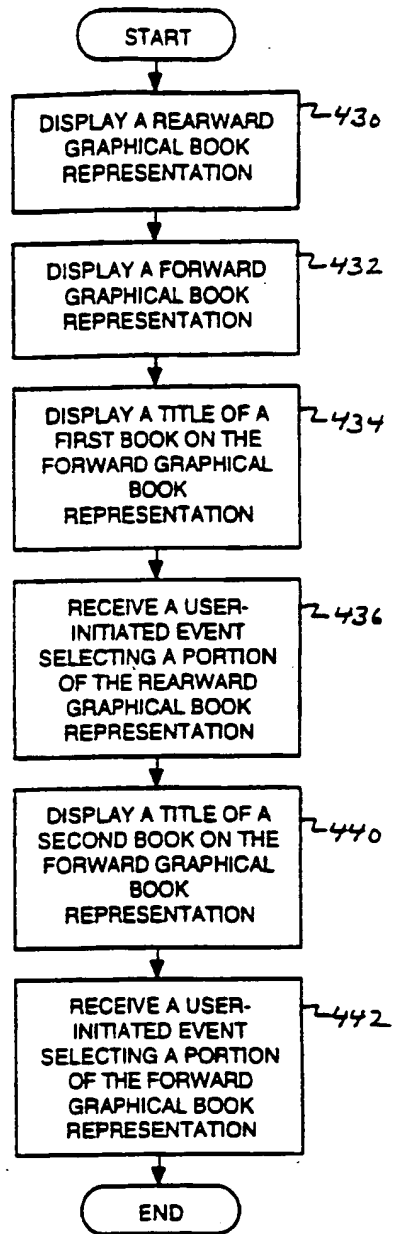 START
DISPLAY A REARWARD
GRAPHICAL BOOK
REPRESENTATION
430
DISPLAY A FORWARD
GRAPHICAL BOOK
REPRESENTATION
432
DISPLAY A TITLE OF A
FIRST BOOK ON THE
FORWARD GRAPHICAL
BOOK
REPRESENTATION
434
RECEIVE A USER-
INITIATED EVENT
SELECTING A PORTION
OF THE REARWARD
GRAPHICAL BOOK
REPRESENTATION
436
DISPLAY A TITLE OF A
SECOND BOOK ON THE
FORWARD GRAPHICAL
BOOK
REPRESENTATION
440
RECEIVE A USER-
INITIATED EVENT
SELECTING A PORTION
OF THE FORWARD
GRAPHICAL BOOK
REPRESENTATION
442
END